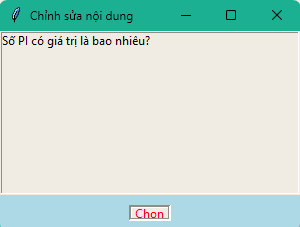 Chỉnh sửa nội dung
Số PI có giá trị là bao nhiêu?
Chọn